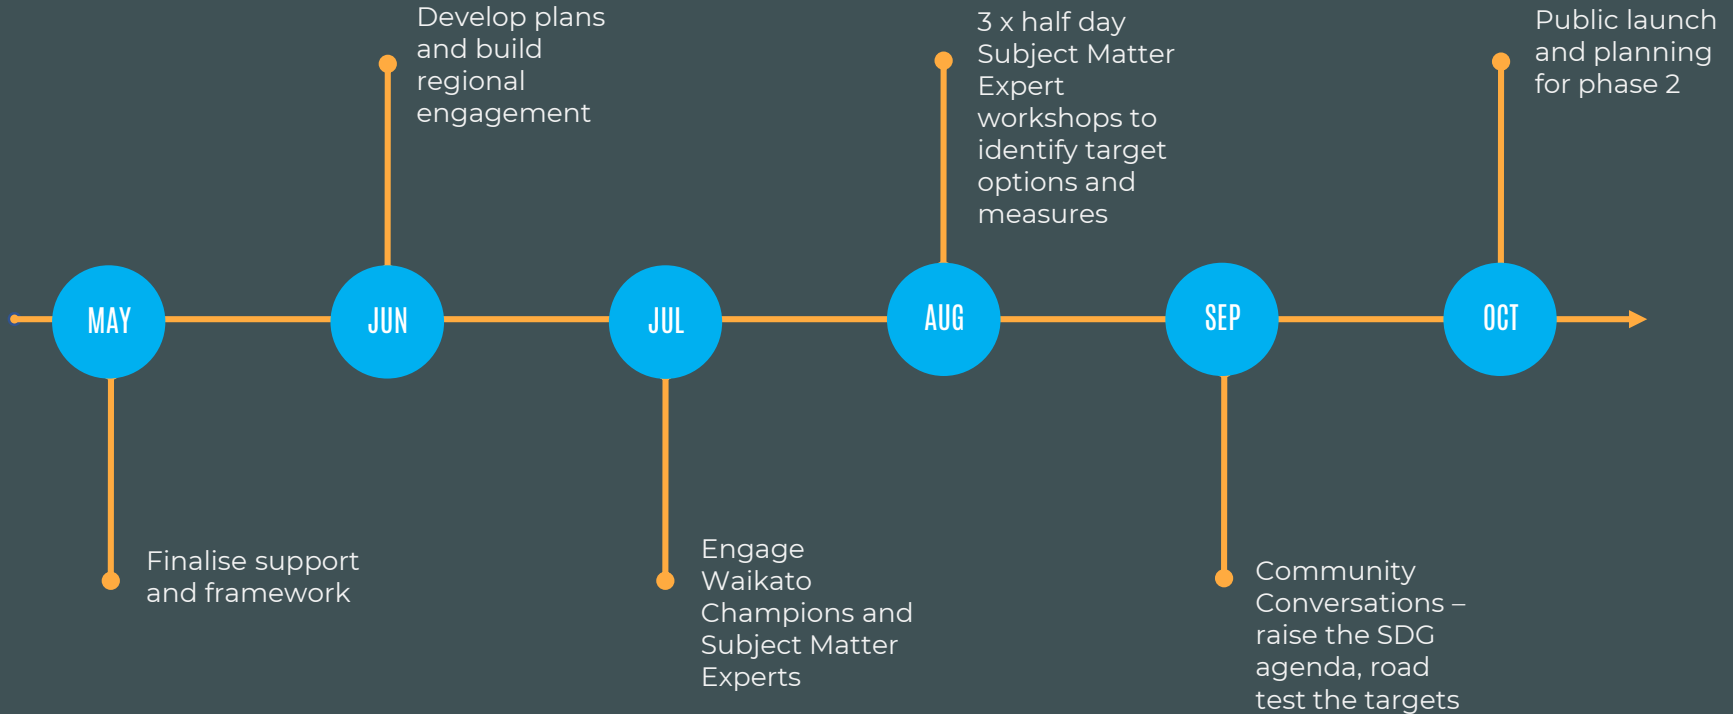 Develop plans
and build
regional
engagement
3 x half day
Subject Matter
Expert
workshops to
identify target
options and
measures
Public launch
and planning
for phase 2
MAY
JUN
JUL
AUG
SEP
OCT
Finalise support
and framework
Engage
Waikato
Champions and
Subject Matter
Experts
Community
Conversations –
raise the SDG
agenda, road
test the targets